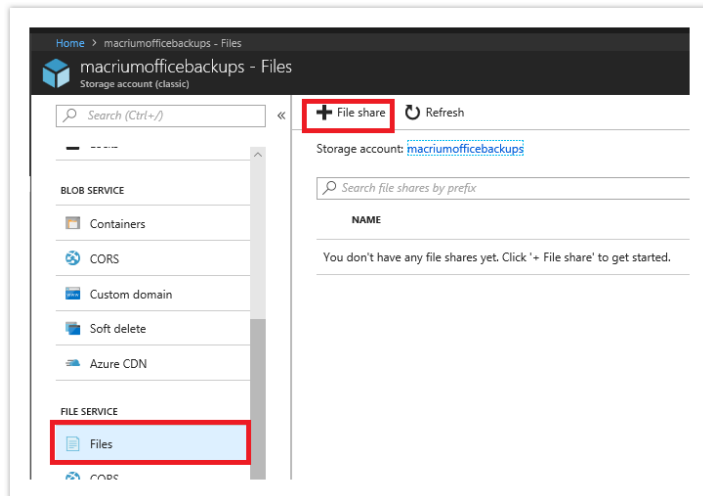 Home > macriumofficebackups - Files
macriumofficebackups - Files
Storage account (classic)
Search (Ctrl+/)
«
BLOB SERVICE
Containers
CORS
Custom domain
Soft delete
Azure CDN
FILE SERVICE
Files
CORS
+ File share
Refresh
Storage account: macriumofficebackups
Search file shares by prefix
NAME
You don't have any file shares yet. Click '+ File share' to get started.